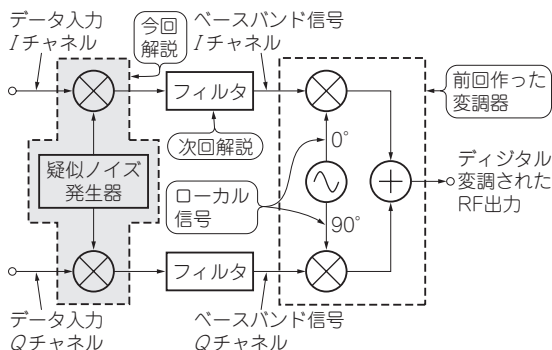 データ入力
Iチャネル
今回
解説
ベースバンド信号
Iチャネル
フィルタ
次回解説
前回作った
変調器
0°
疑似ノイズ
発生器
ローカル
信号
90°
ディジタル
変調された
RF出力
フィルタ
データ入力
Qチャネル
ベースバンド信号
Qチャネル